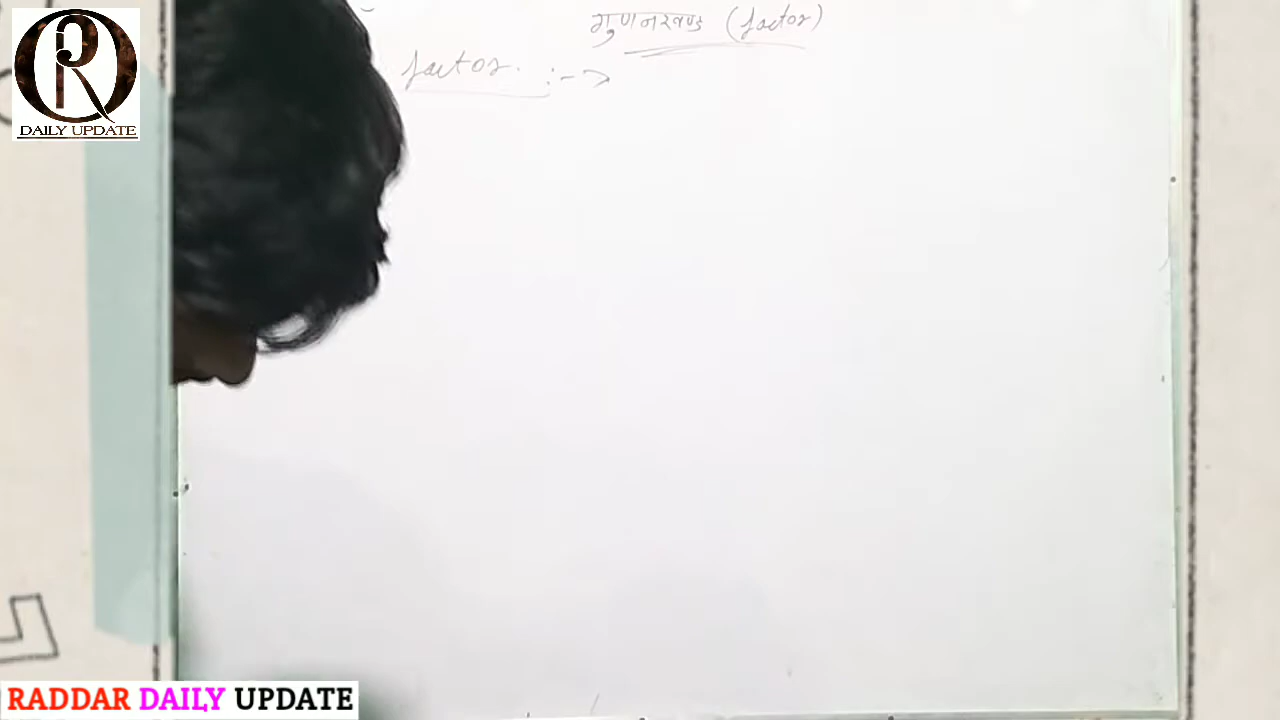 गुणनखण्ड (factor)
factor. :->
DAILY UPDATE
RADDAR DAILY UPDATE